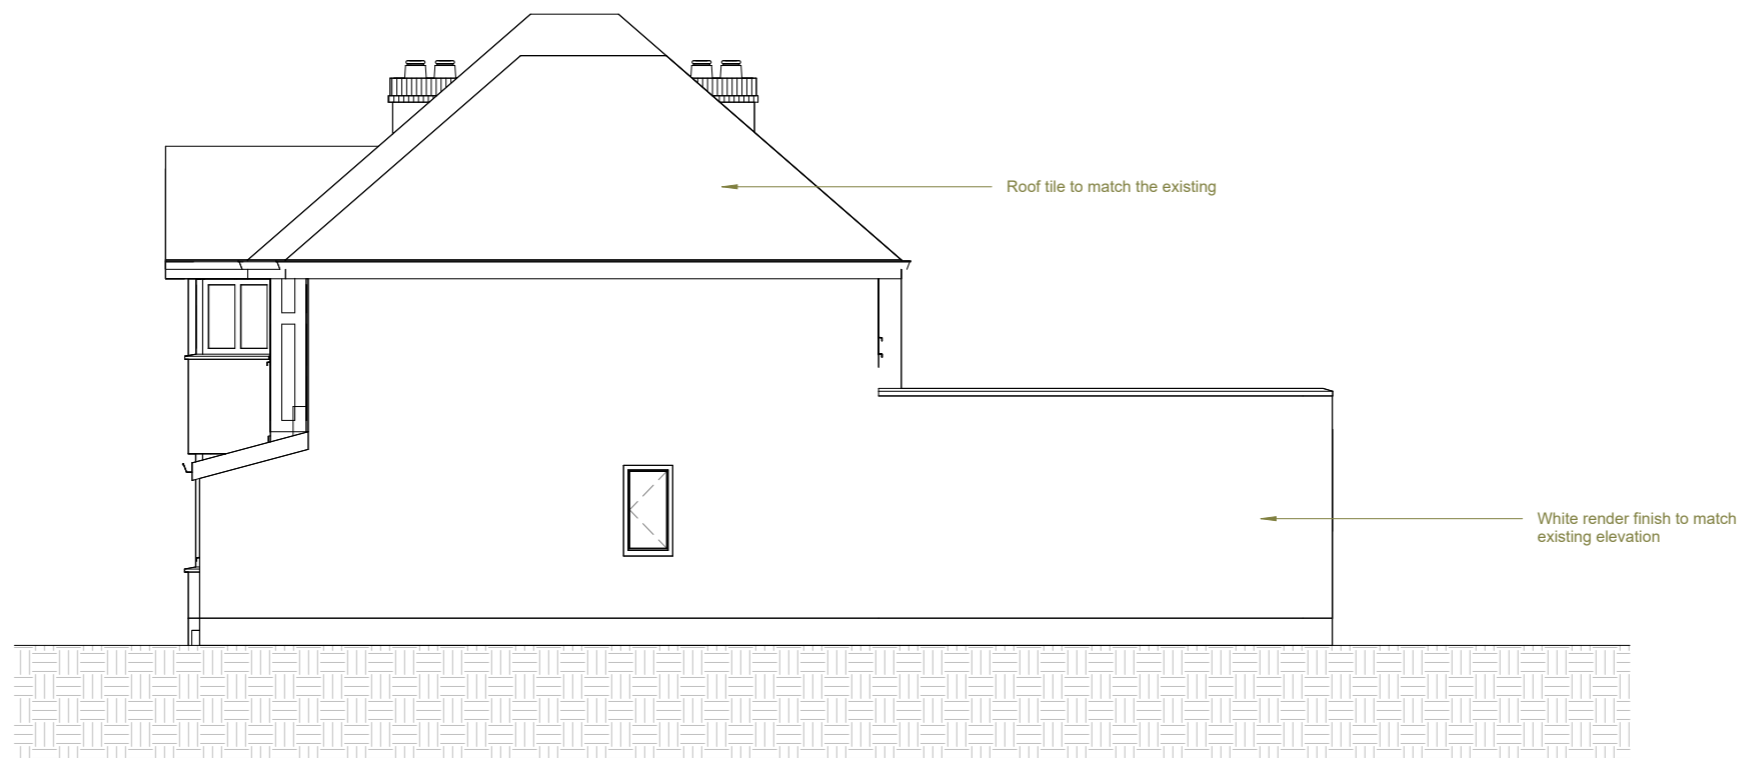 Roof tile to match the existing
White render finish to match
existing elevation